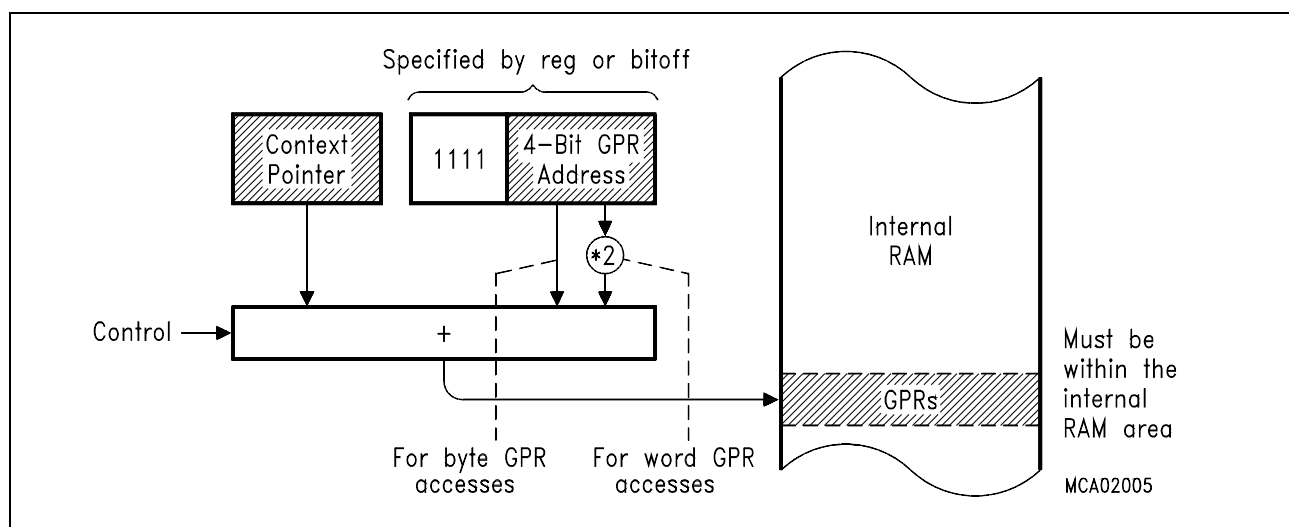 Specified by reg or bitoff
Context
Pointer
1111
4-Bit GPR
Address
*2
Internal
RAM
Control
+
Must be
within the
internal
RAM area
GPRs
For byte GPR
accesses
For word GPR
accesses
MCA02005